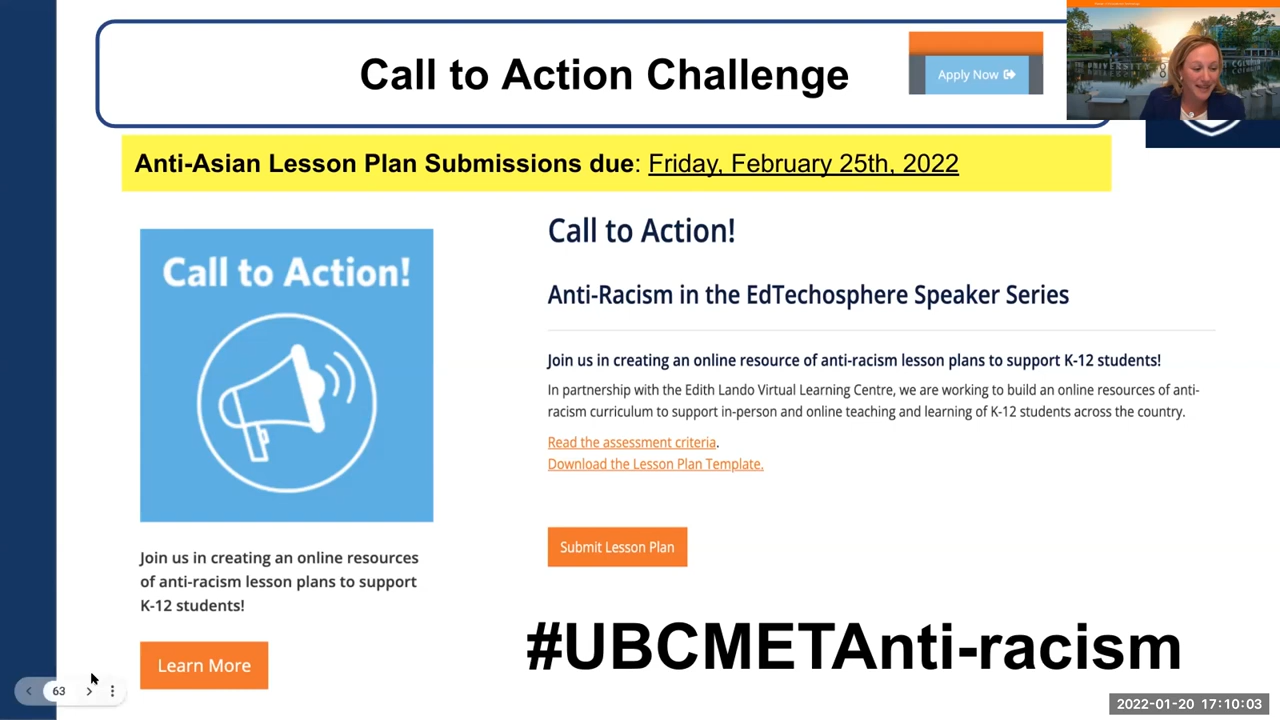 Call to Action Challenge
Apply Now
Anti-Asian Lesson Plan Submissions due: Friday, February 25th, 2022
Call to Action!
Join us in creating an online resources
of anti-racism lesson plans to support
K-12 students!
Learn More
Call to Action!
Anti-Racism in the EdTechosphere Speaker Series
Join us in creating an online resource of anti-racism lesson plans to support K-12 students!
In partnership with the Edith Lando Virtual Learning Centre, we are working to build an online resources of anti-
racism curriculum to support in-person and online teaching and learning of K-12 students across the country.
Read the assessment criteria.
Download the Lesson Plan Template.
Submit Lesson Plan
#UBCMETAnti-racism
63
2022-01-20 17:10:03